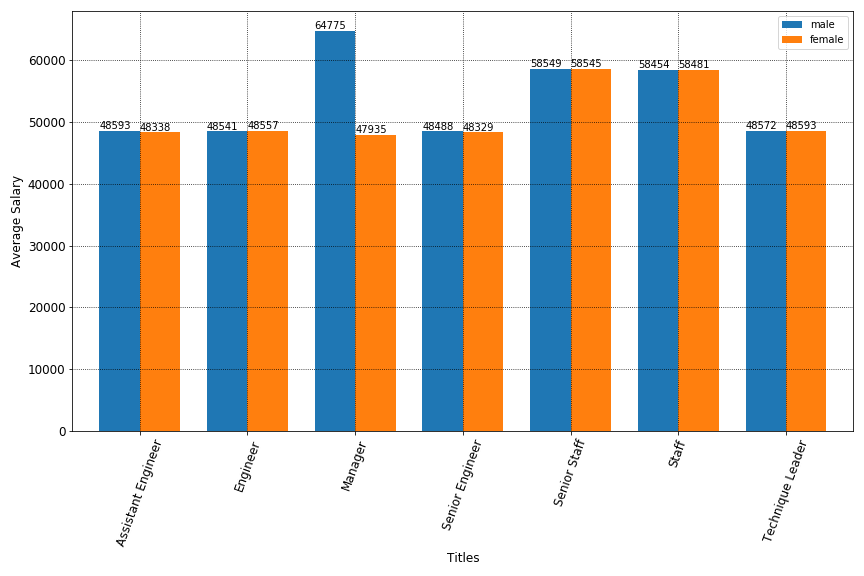 64775
male
female
60000
58549 58545
58454 58481
50000
48593 48338
48541 48557
47935
48488 48329
48572 48593
40000
30000
20000
10000
0
Average Salary
Assistant Engineer
Engineer
Manager
Senior Engineer
Senior Staff
Staff
Technique Leader
Titles